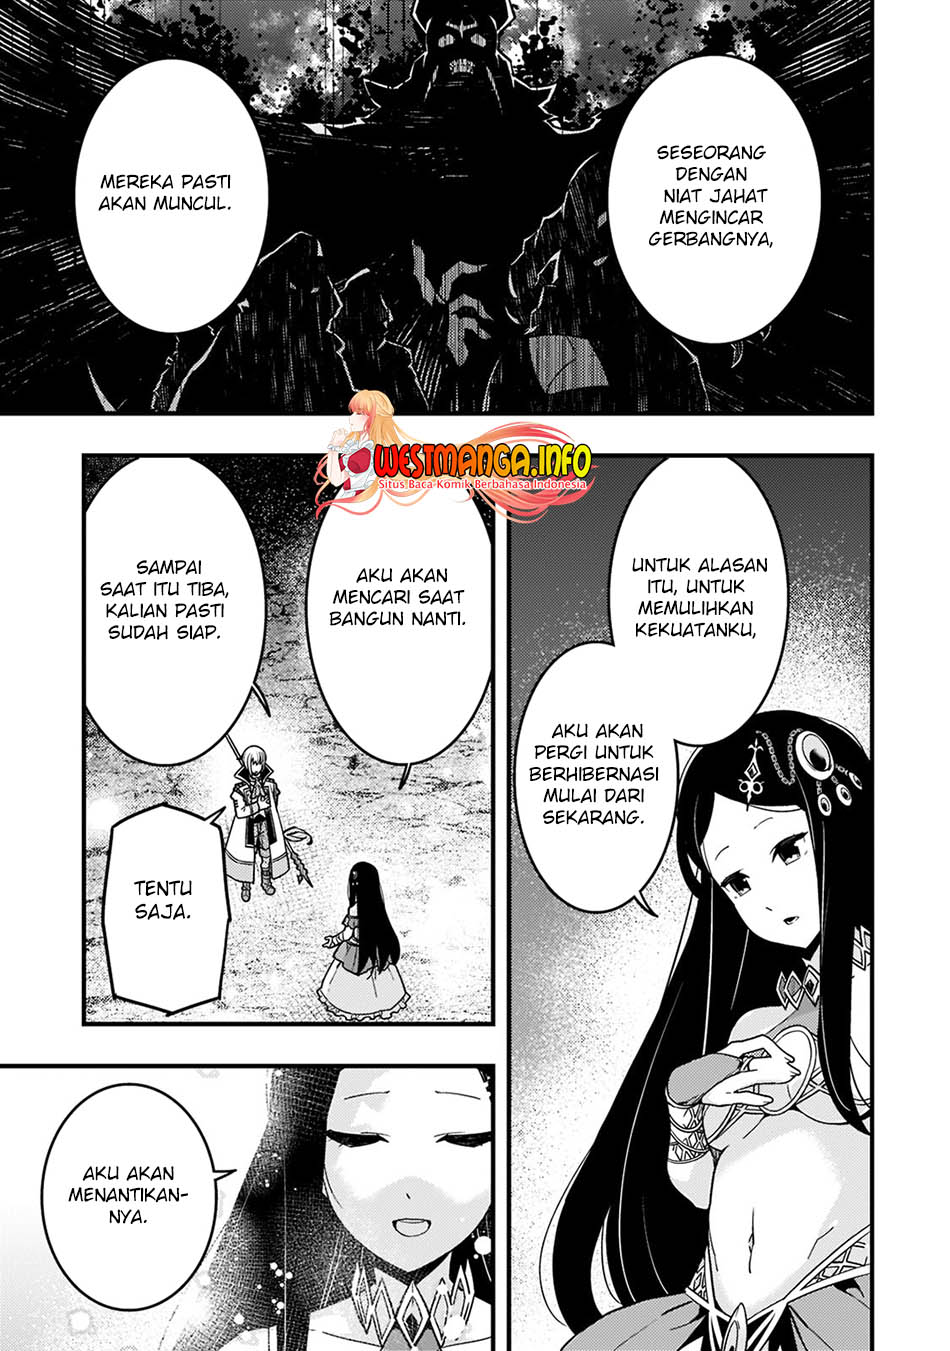 SESEORANG
DENGAN
NIAT JAHAT
MENGINCAR
GERBANGNYA,
MEREKA PASTI
AKAN MUNCUL.
WESTMANGA.INFO
Situs Baca Komik Berbahasa Indonesia
UNTUK ALASAN
ITU, UNTUK
MEMULIHKAN
KEKUATANKU,
AKU AKAN
PERGI UNTUK
BERHIBERNASI
MULAI DARI
SEKARANG.
AKU AKAN
MENCARI SAAT
BANGUN NANTI.
SAMPAI
SAAT ITU TIBA,
KALIAN PASTI
SUDAH SIAP.
TENTU
SAJA.
AKU AKAN
MENANTIKAN-
NYA.